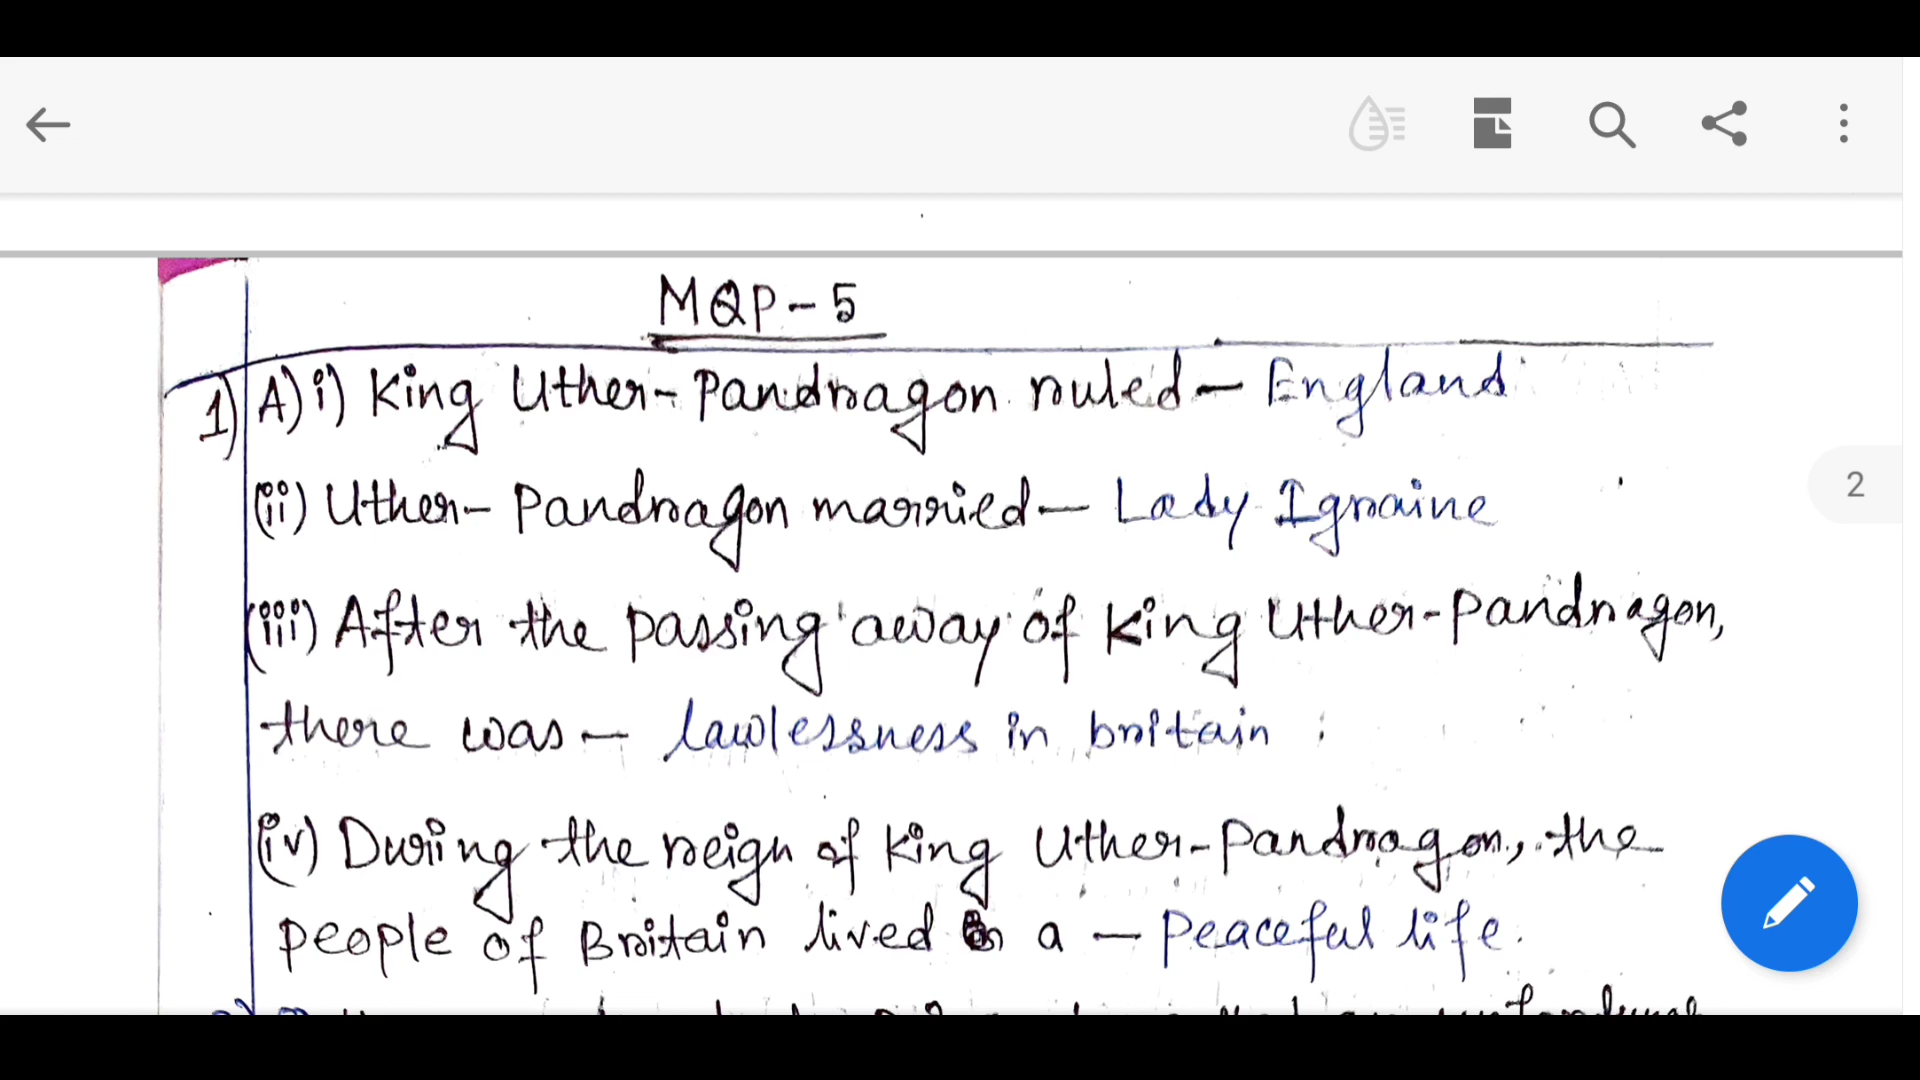 MQP-5
1) A) i) King Uther-Pandragon ruled- England
(ii) Uther- Pandragon married- Lady Igraine
(iii) After the passing away of King Uther-Pandragon,
there was - lawlessness in britain
2
(iv) During the reign of King Uther-Pandragon, the
people of Britain lived a - Peaceful life.